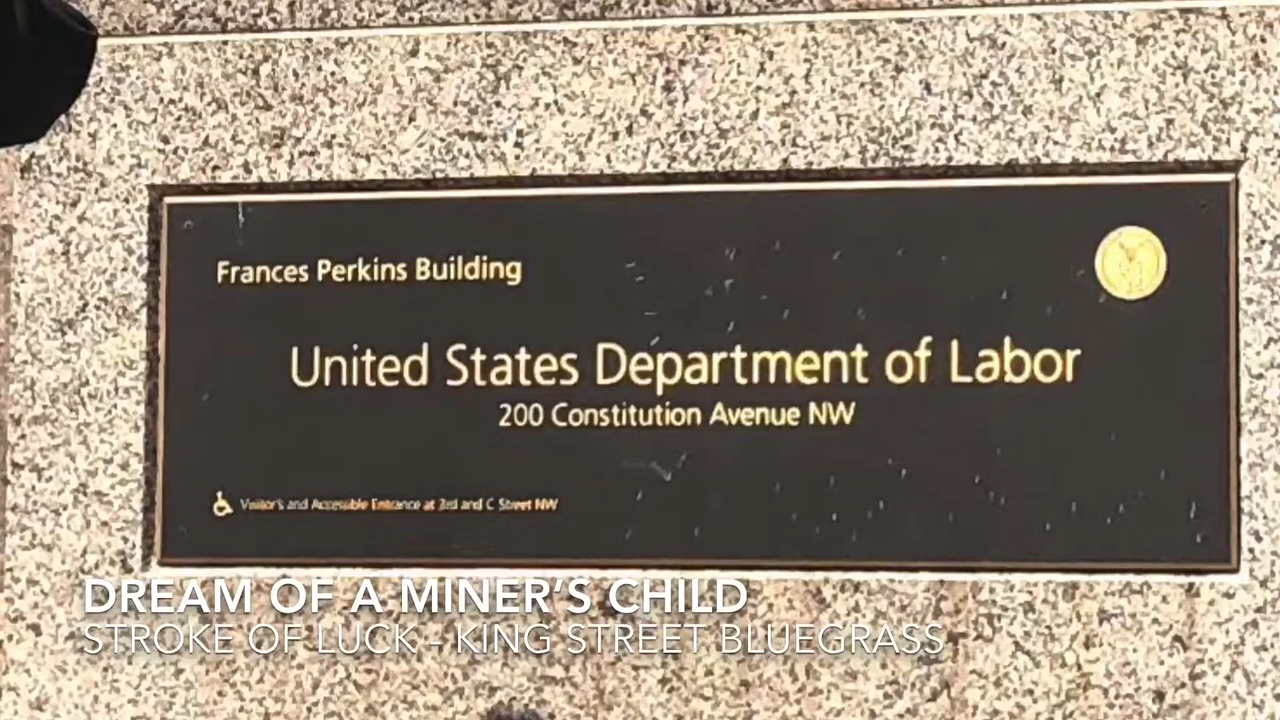 Frances Perkins Building
United States Department of Labor
200 Constitution Avenue NW
Visitor's and Accessible Entrance at 3rd and C Street NW
DREAM OF A MINER'S CHILD
STROKE OF LUCK - KING STREET BLUEGRASS